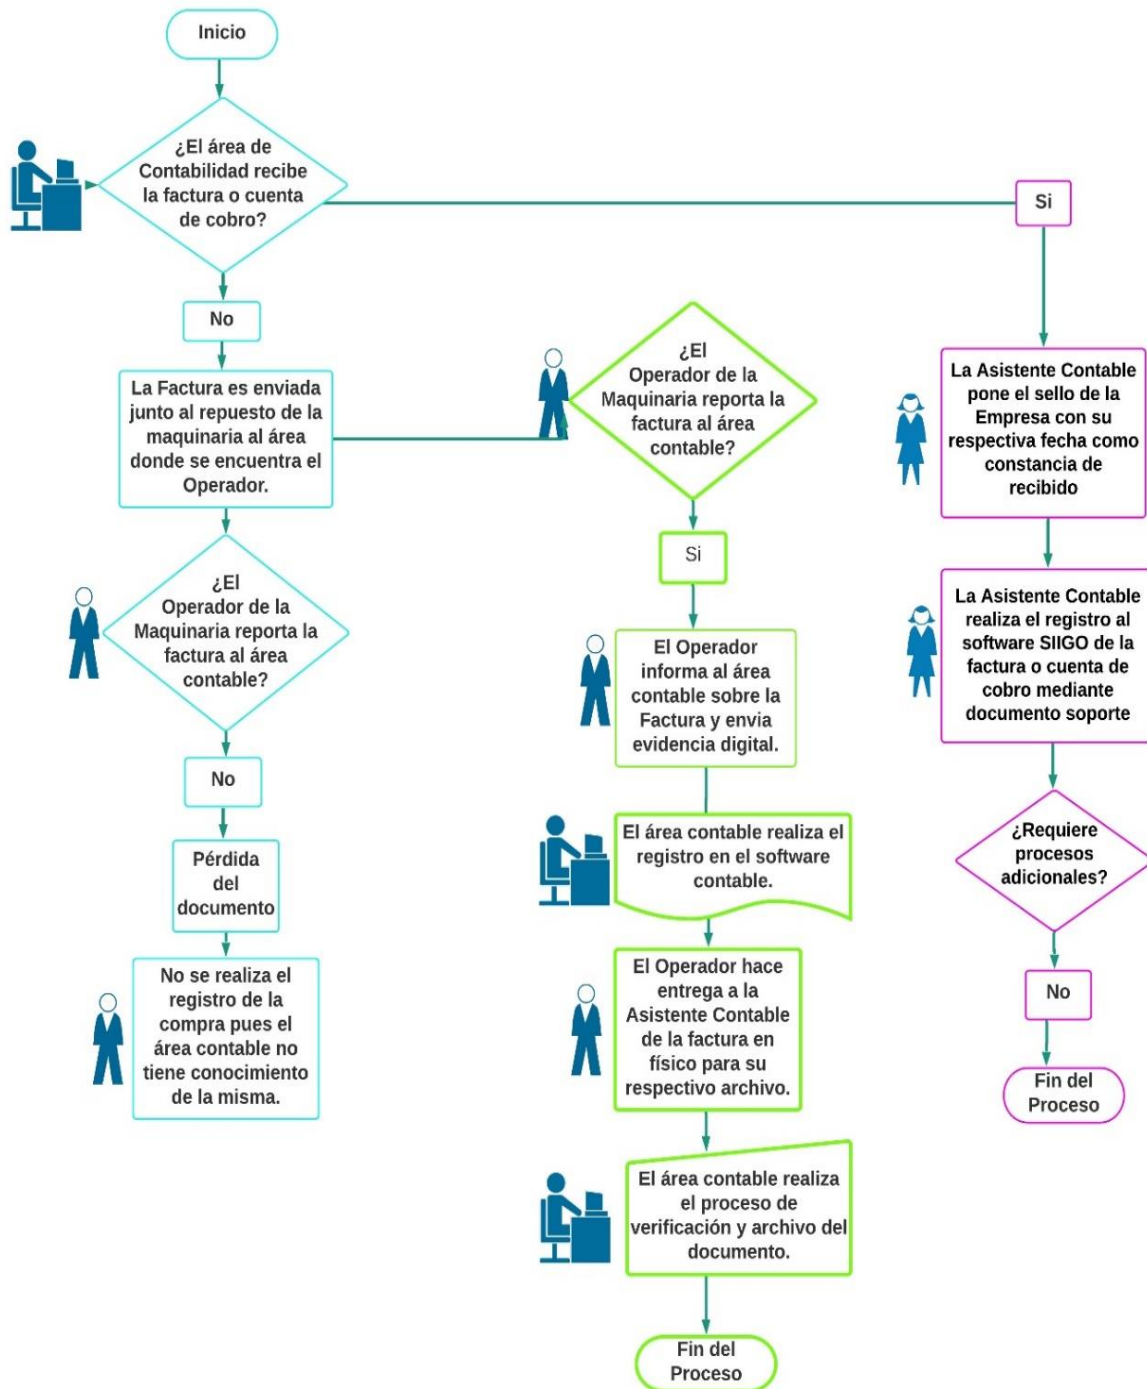 Inicio
¿El área de
Contabilidad recibe
la factura o cuenta
de cobro?
No
La Factura es enviada
junto al repuesto de la
maquinaria al área
donde se encuentra el
Operador.
¿El
Operador de la
Maquinaria reporta la
factura al área
contable?
No
Pérdida
del
documento
No se realiza el
registro de la
compra pues el
área contable no
tiene conocimiento
de la misma.
¿El
Operador de la
Maquinaria reporta la
factura al área
contable?
Si
El Operador
informa al área
contable sobre la
Factura y envia
evidencia digital.
El área contable realiza el
registro en el software
contable.
El Operador hace
entrega a la
Asistente Contable
de la factura en
físico para su
respectivo archivo.
El área contable realiza
el proceso de
verificación y archivo del
documento.
Fin del
Proceso
Si
La Asistente Contable
pone el sello de la
Empresa con su
respectiva fecha como
constancia de
recibido
La Asistente Contable
realiza el registro al
software SIIGO de la
factura o cuenta de
cobro mediante
documento soporte
¿Requiere
procesos
adicionales?
No
Fin del
Proceso